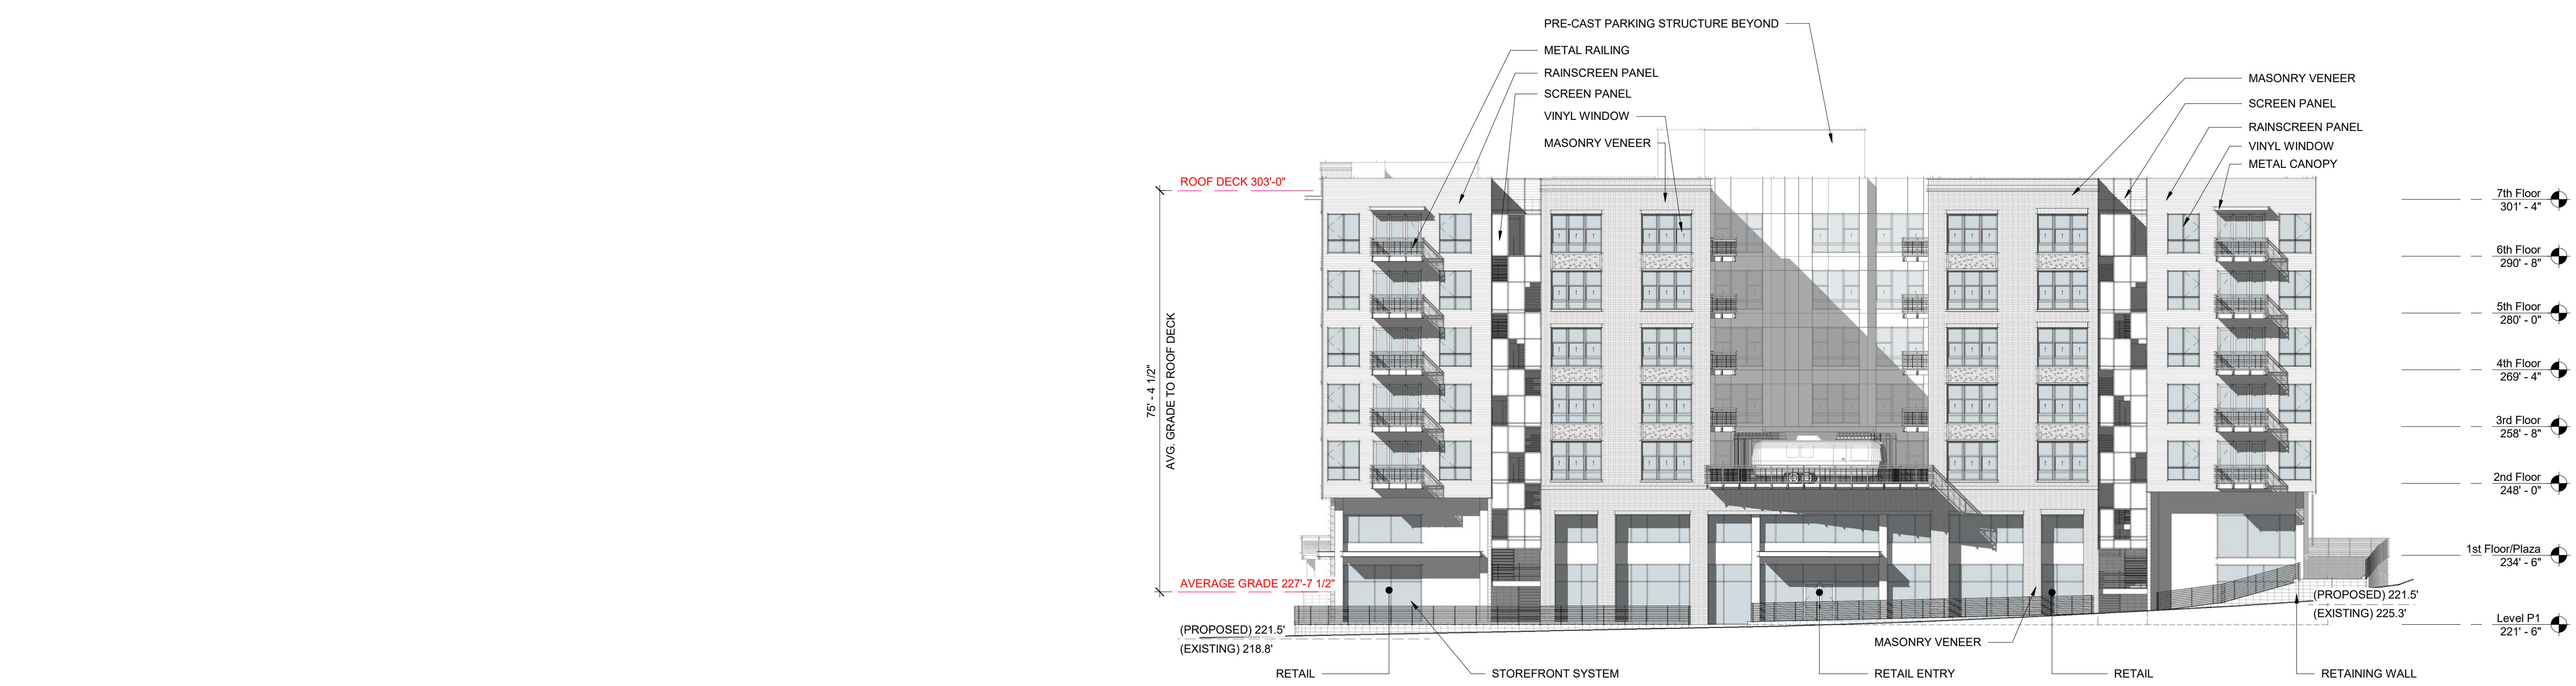 PRE-CAST PARKING STRUCTURE BEYOND
METAL RAILING
RAINSCREEN PANEL
SCREEN PANEL
VINYL WINDOW
MASONRY VENEER
MASONRY VENEER
SCREEN PANEL
RAINSCREEN PANEL
VINYL WINDOW
METAL CANOPY
ROOF DECK 303'-0"
75' - 4 1/2"
AVG. GRADE TO ROOF DECK
AVERAGE GRADE 227'-7 1/2"
7th Floor
301' - 4"
6th Floor
290' - 8"
5th Floor
280' - 0"
4th Floor
269' - 4"
3rd Floor
258' - 8"
2nd Floor
248' - 0"
1st Floor/Plaza
234' - 6"
Level P1
221' - 6"
(PROPOSED) 221.5'
(EXISTING) 218.8'
(PROPOSED) 221.5'
(EXISTING) 225.3'
MASONRY VENEER
RETAIL
STOREFRONT SYSTEM
RETAIL ENTRY
RETAIL
RETAINING WALL